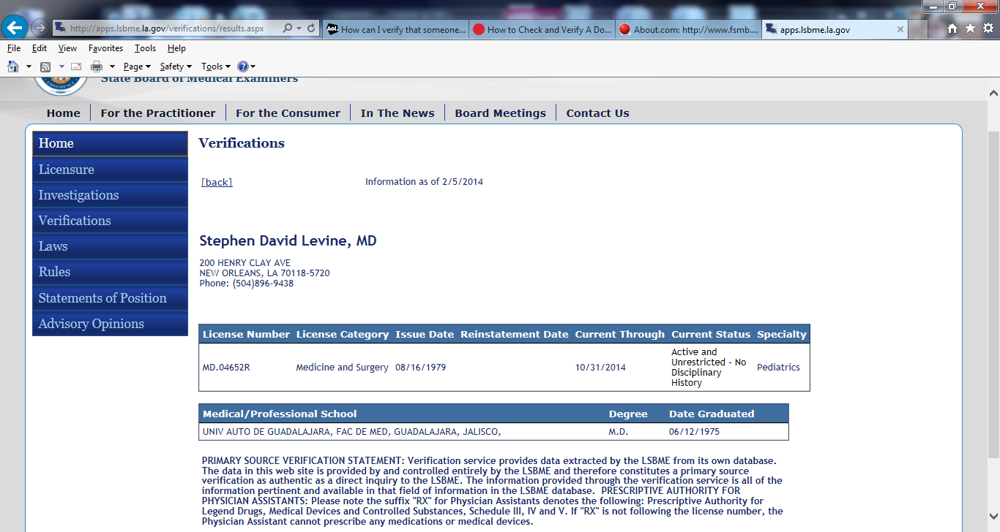 http://apps.lsbme.la.gov/verifications/results.aspx
How can I verify that someone...
How to Check and Verify A Do...
About.com: http://www.fsmb....
apps.lsbme.la.gov
File Edit View Favorites Tools Help
Page Safety Tools
State Board of Medical Examiners
Home For the Practitioner For the Consumer In The News Board Meetings Contact Us
Home
Licensure
Investigations
Verifications
Laws
Rules
Statements of Position
Advisory Opinions
Verifications
[back] Information as of 2/5/2014
Stephen David Levine, MD
200 HENRY CLAY AVE
NEW ORLEANS, LA 70118-5720
Phone: (504)896-9438
License Number License Category Issue Date Reinstatement Date Current Through Current Status Specialty
MD.04652R Medicine and Surgery 08/16/1979 10/31/2014 Active and
Unrestricted - No
Disciplinary
History
Pediatrics
Medical/Professional School Degree Date Graduated
UNIV AUTO DE GUADALAJARA, FAC DE MED, GUADALAJARA, JALISCO, M.D. 06/12/1975
PRIMARY SOURCE VERIFICATION STATEMENT: Verification service provides data extracted by the LSBME from its own database.
The data in this web site is provided by and controlled entirely by the LSBME and therefore constitutes a primary source
verification as authentic as a direct inquiry to the LSBME. The information provided through the verification service is all of the
information pertinent and available in that field of information in the LSBME database. PRESCRIPTIVE AUTHORITY FOR
PHYSICIAN ASSISTANTS: Please note the suffix "RX" for Physician Assistants denotes the following: Prescriptive Authority for
Legend Drugs, Medical Devices and Controlled Substances, Schedule III, IV and V. If "RX" is not following the license number, the
Physician Assistant cannot prescribe any medications or medical devices.